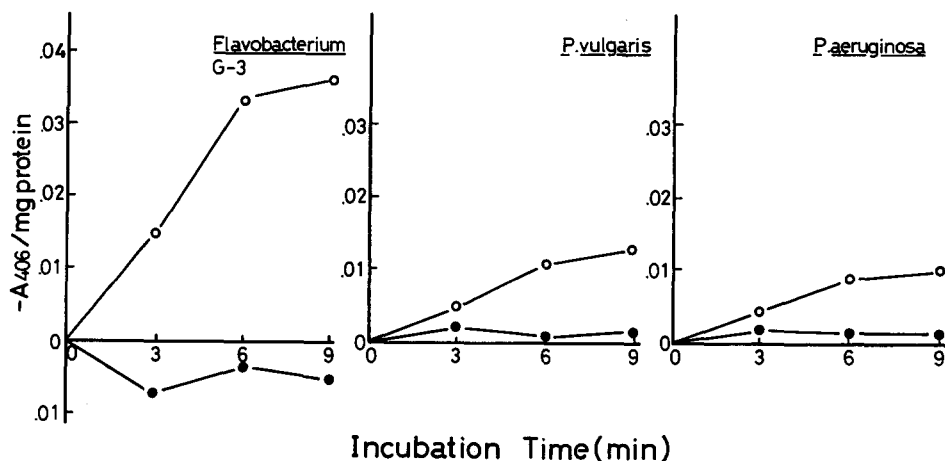 Flavobacterium
G-3
P.vulgaris
P.aeruginosa
-A406/mg protein
.04
.03
.02
.01
0
.01
0 3 6 9
.03
.02
.01
0
0 3 6 9
.03
.02
.01
0
0 3 6 9
Incubation Time(min)